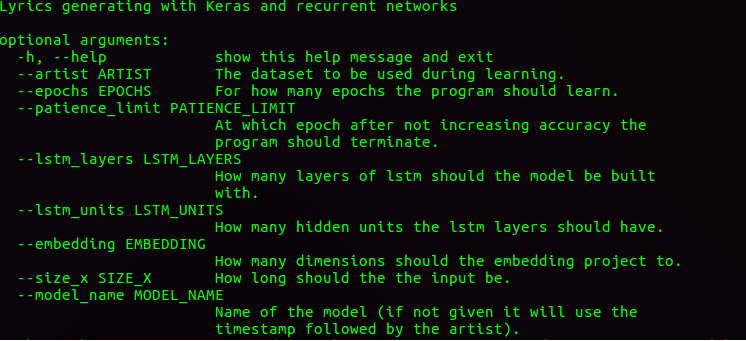 Lyrics generating with Keras and recurrent networks
optional arguments:
-h, --help show this help message and exit
--artist ARTIST The dataset to be used during learning.
--epochs EPOCHS For how many epochs the program should learn.
--patience_limit PATIENCE_LIMIT
At which epoch after not increasing accuracy the
program should terminate.
--lstm_layers LSTM_LAYERS
How many layers of lstm should the model be built
with.
--lstm_units LSTM_UNITS
How many hidden units the lstm layers should have.
--embedding EMBEDDING
How many dimensions should the embedding project to.
--size_x SIZE_X How long should the the input be.
--model_name MODEL_NAME
Name of the model (if not given it will use the
timestamp followed by the artist).